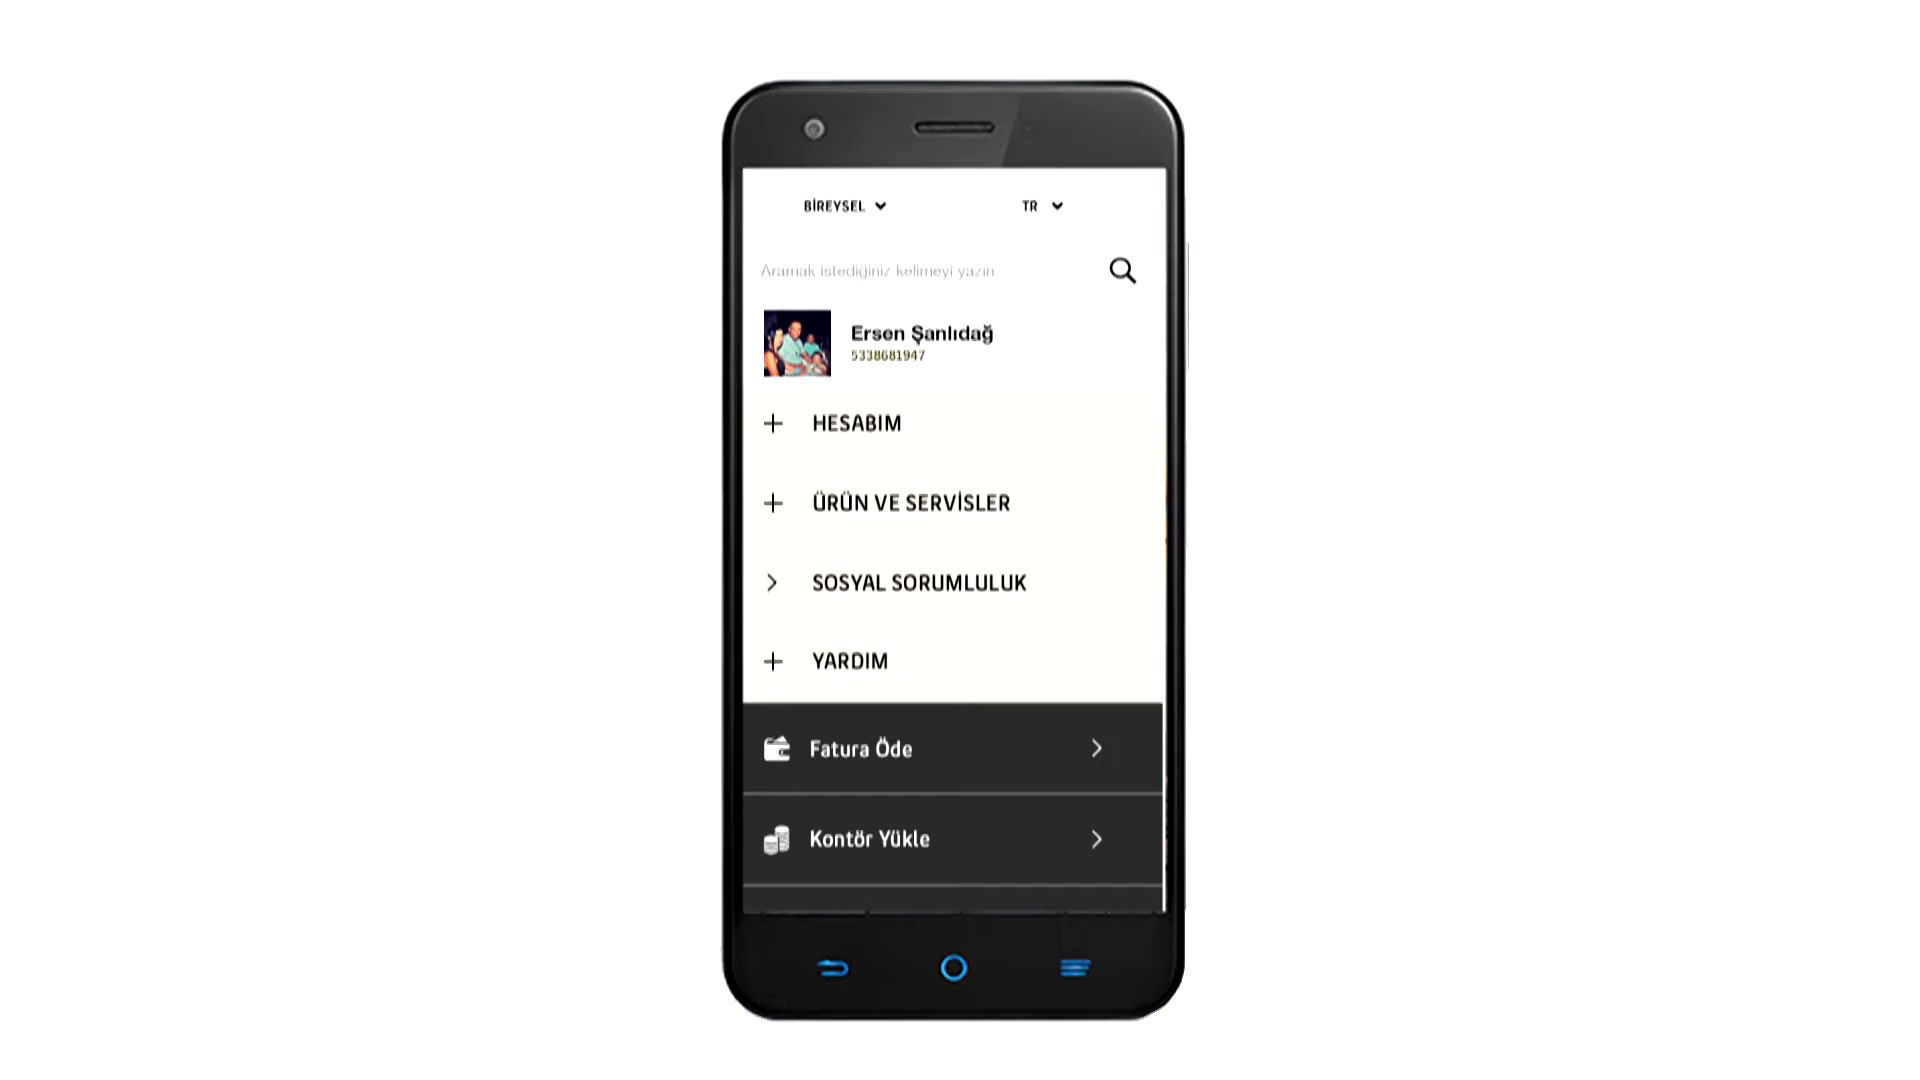 BİREYSEL
TR
Aramak istediğiniz kelimeyi yazın
Ersen Şanlıdağ
5338681947
HESABIM
ÜRÜN VE SERVİSLER
SOSYAL SORUMLULUK
YARDIM
Fatura Öde
Kontör Yükle